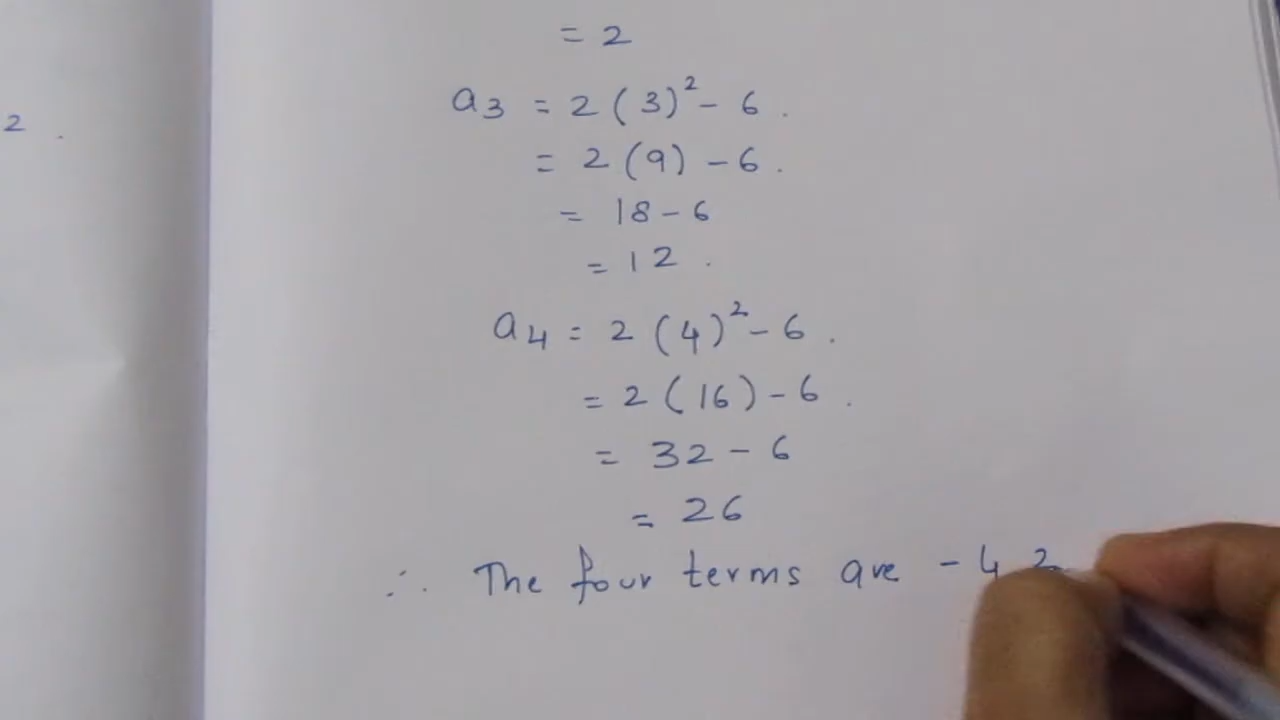 = 2
2 .
a3 = 2(3)² - 6 .
= 2(9) - 6 .
= 18 - 6
= 12 .
a4 = 2(4)² - 6 .
= 2(16) - 6 .
= 32 - 6
= 26
∴ The four terms are - 4 2